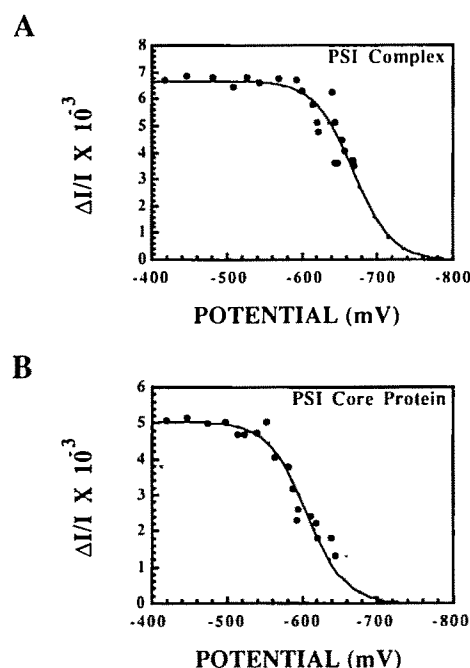 A
PSI Complex
8
7
6
5
4
3
2
1
0
ΔI/I X 10⁻³
-400 -500 -600 -700 -800
POTENTIAL (mV)
B
PSI Core Protein
6
5
4
3
2
1
0
ΔI/I X 10⁻³
-400 -500 -600 -700 -800
POTENTIAL (mV)